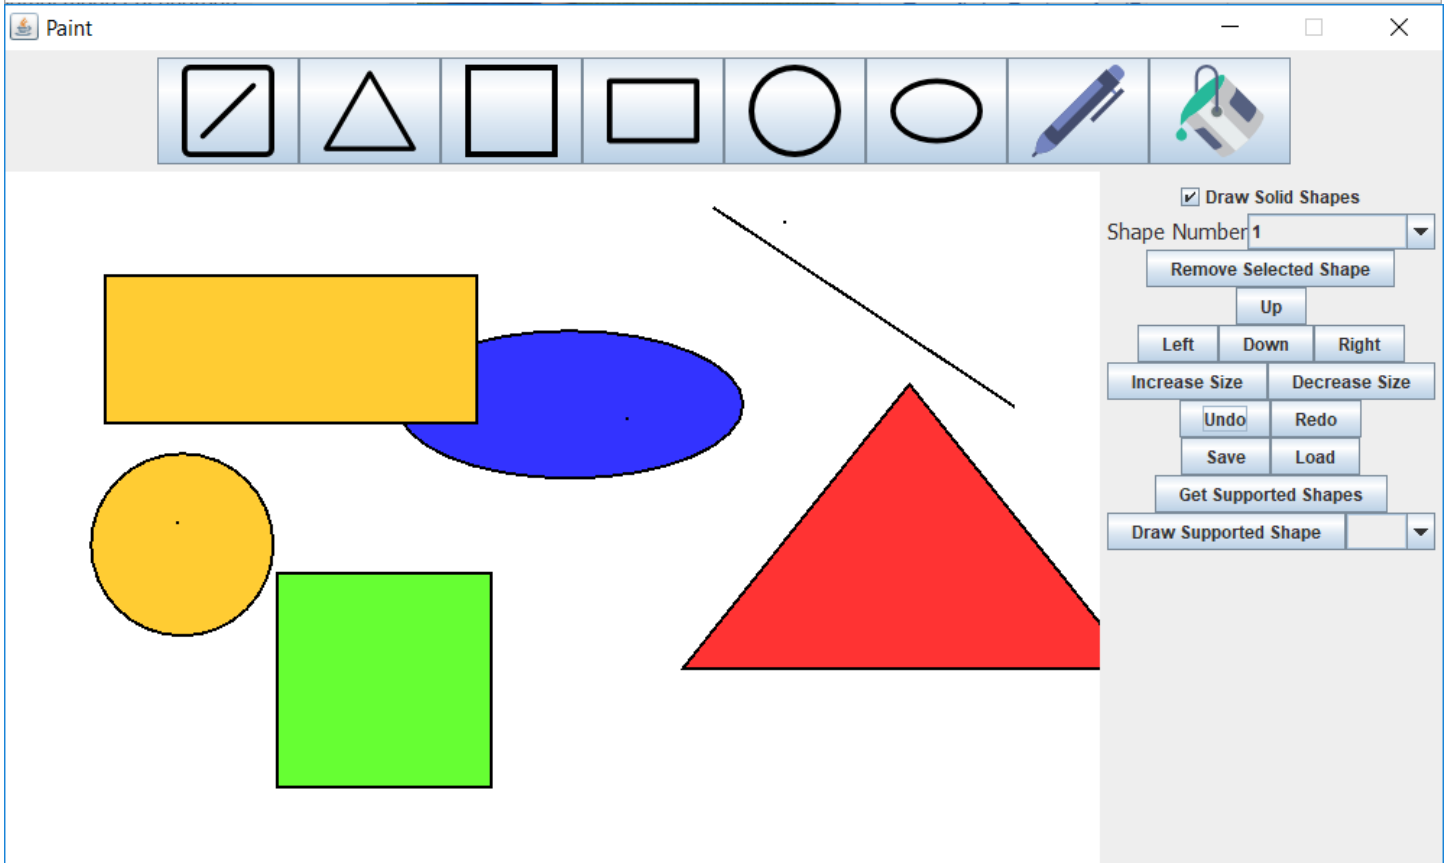 Paint
Draw Solid Shapes
Shape Number 1
Remove Selected Shape
Up
Left Down Right
Increase Size Decrease Size
Undo Redo
Save Load
Get Supported Shapes
Draw Supported Shape